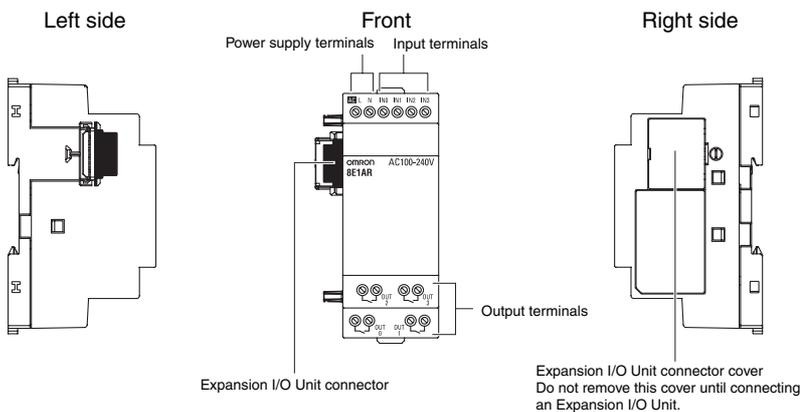 Left side
Front
Right side
Power supply terminals
Input terminals
AC L N IN0 IN1 IN2 IN3
OMRON
AC100-240V
8E1AR
OUT 2
OUT 3
OUT 0
OUT 1
Output terminals
Expansion I/O Unit connector
Expansion I/O Unit connector cover
Do not remove this cover until connecting
an Expansion I/O Unit.